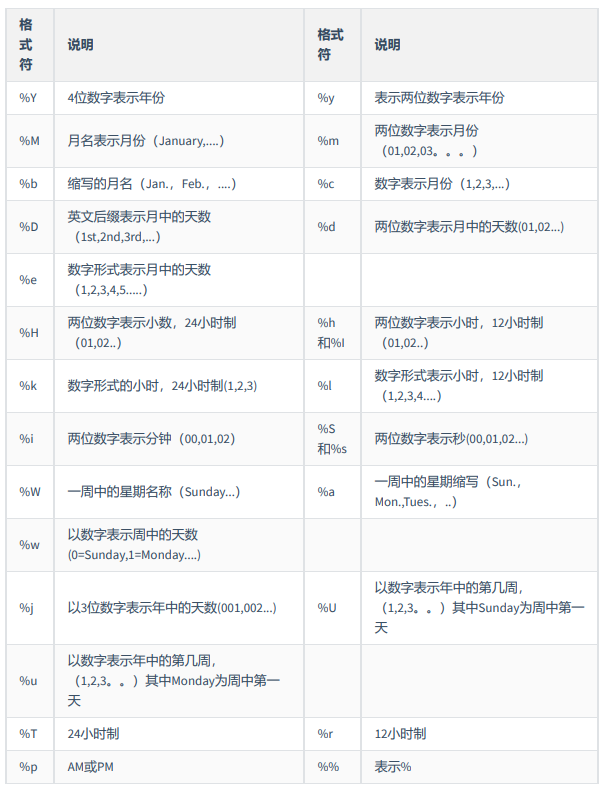 格
式
符
说明
格式
符
说明
%Y
4位数字表示年份
%y
表示两位数字表示年份
%M
月名表示月份（January,....）
%m
两位数字表示月份
（01,02,03。。。）
%b
缩写的月名（Jan.，Feb.，....）
%c
数字表示月份（1,2,3,...）
%D
英文后缀表示月中的天数
（1st,2nd,3rd,...）
%d
两位数字表示月中的天数(01,02...)
%e
数字形式表示月中的天数
（1,2,3,4,5.....）
%H
两位数字表示小数，24小时制
（01,02..）
%h
和%I
两位数字表示小时，12小时制
（01,02..）
%k
数字形式的小时，24小时制(1,2,3)
%l
数字形式表示小时，12小时制
（1,2,3,4....）
%i
两位数字表示分钟（00,01,02）
%S
和%s
两位数字表示秒(00,01,02...)
%W
一周中的星期名称（Sunday...）
%a
一周中的星期缩写（Sun.，
Mon.,Tues.，..）
%w
以数字表示周中的天数
(0=Sunday,1=Monday....)
%j
以3位数字表示年中的天数(001,002...)
%U
以数字表示年中的第几周，
（1,2,3。。）其中Sunday为周中第一
天
%u
以数字表示年中的第几周，
（1,2,3。。）其中Monday为周中第一
天
%T
24小时制
%r
12小时制
%p
AM或PM
%%
表示%